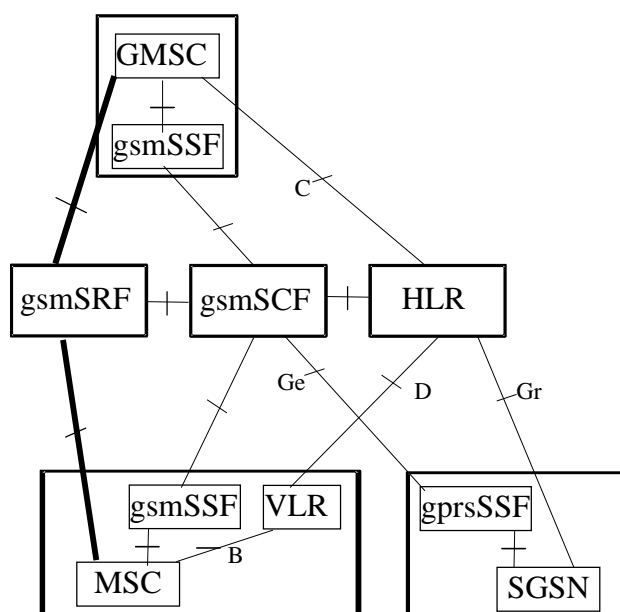 GMSC
gsmSSF
C
gsmSRF
gsmSCF
HLR
Ge
D
Gr
gsmSSF
VLR
gprsSSF
B
MSC
SGSN